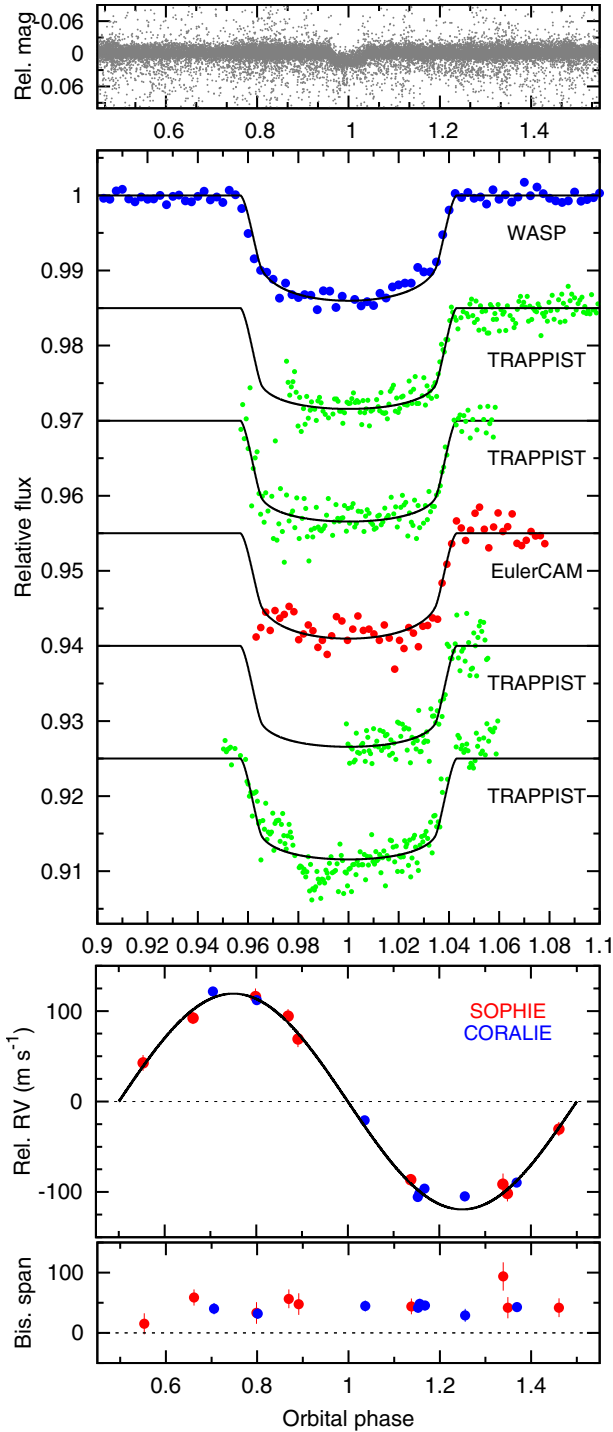 Rel. mag
0
0.06
0.6
0.8
1
1.2
1.4
Relative flux
1
0.99
0.98
0.97
0.96
0.95
0.94
0.93
0.92
0.91
WASP
TRAPPIST
TRAPPIST
EulerCAM
TRAPPIST
TRAPPIST
0.9
0.92
0.94
0.96
0.98
1
1.02
1.04
1.06
1.08
1.1
Rel. RV (m s⁻¹)
100
0
-100
SOPHIE
CORALIE
Bis. span
100
0
0.6
0.8
1
1.2
1.4
Orbital phase